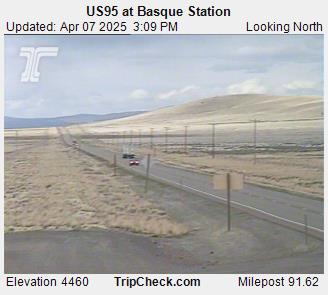 US95 at Basque Station
Updated: Apr 07 2025 3:09 PM Looking North
Elevation 4460 TripCheck.com Milepost 91.62